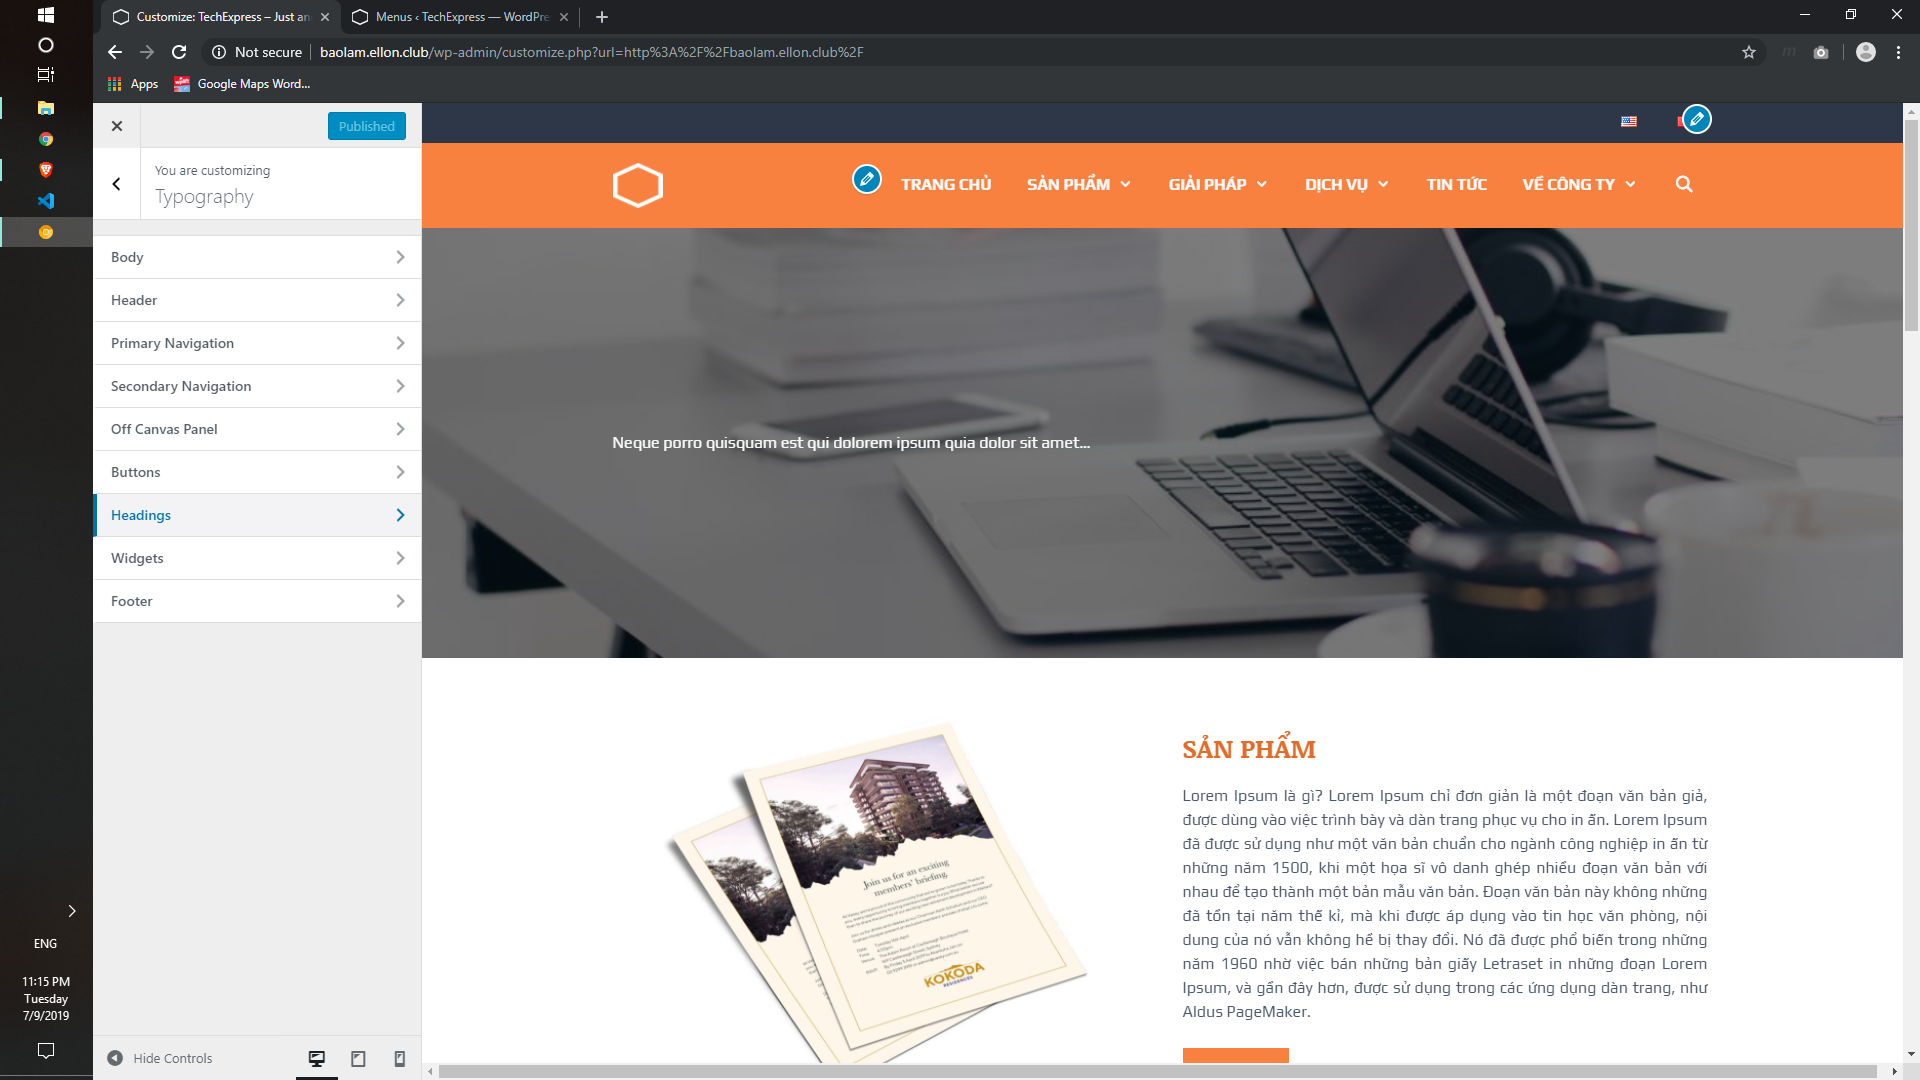 Customize: TechExpress – Just an
Menus ‹ TechExpress — WordPre
Not secure
baolam.ellon.club/wp-admin/customize.php?url=http%3A%2F%2Fbaolam.ellon.club%2F
Apps
Google Maps Word...
Published
You are customizing
Typography
Body
Header
Primary Navigation
Secondary Navigation
Off Canvas Panel
Buttons
Headings
Widgets
Footer
Hide Controls
ENG
11:15 PM
Tuesday
7/9/2019
TRANG CHỦ
SẢN PHẨM
GIẢI PHÁP
DỊCH VỤ
TIN TỨC
VỀ CÔNG TY
Neque porro quisquam est qui dolorem ipsum quia dolor sit amet...
Join us for an exciting
members' briefing.
KOKODA
RESIDENCES
SẢN PHẨM
Lorem Ipsum là gì? Lorem Ipsum chỉ đơn giản là một đoạn văn bản giả,
được dùng vào việc trình bày và dàn trang phục vụ cho in ấn. Lorem Ipsum
đã được sử dụng như một văn bản chuẩn cho ngành công nghiệp in ấn từ
những năm 1500, khi một họa sĩ vô danh ghép nhiều đoạn văn bản với
nhau để tạo thành một bản mẫu văn bản. Đoạn văn bản này không những
đã tồn tại năm thế kỉ, mà khi được áp dụng vào tin học văn phòng, nội
dung của nó vẫn không hề bị thay đổi. Nó đã được phổ biến trong những
năm 1960 nhờ việc bán những bản giấy Letraset in những đoạn Lorem
Ipsum, và gần đây hơn, được sử dụng trong các ứng dụng dàn trang, như
Aldus PageMaker.